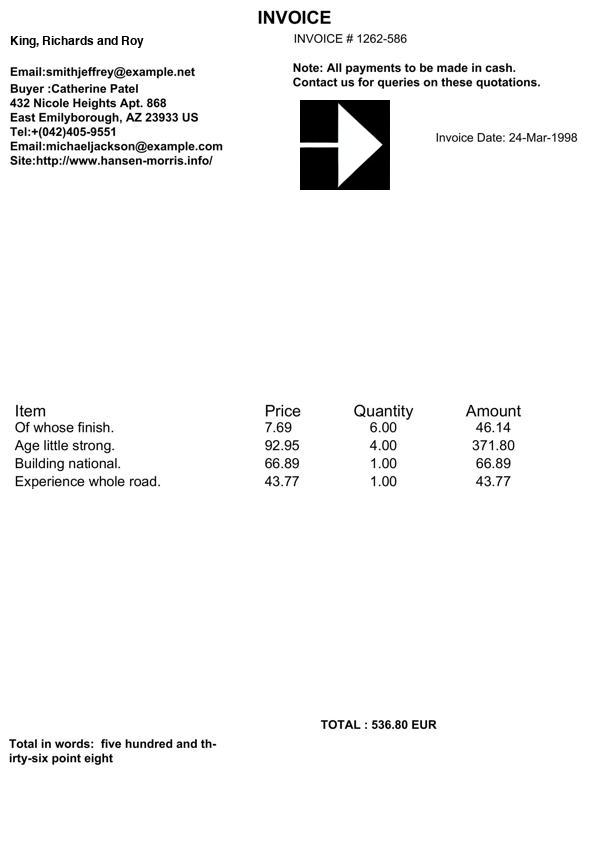 INVOICE
King, Richards and Roy
INVOICE # 1262-586
Email:smithjeffrey@example.net
Buyer :Catherine Patel
432 Nicole Heights Apt. 868
East Emilyborough, AZ 23933 US
Tel:+(042)405-9551
Email:michaeljackson@example.com
Site:http://www.hansen-morris.info/
Note: All payments to be made in cash.
Contact us for queries on these quotations.
Invoice Date: 24-Mar-1998
Item Price Quantity Amount
Of whose finish. 7.69 6.00 46.14
Age little strong. 92.95 4.00 371.80
Building national. 66.89 1.00 66.89
Experience whole road. 43.77 1.00 43.77
TOTAL : 536.80 EUR
Total in words:  five hundred and th-
irty-six point eight